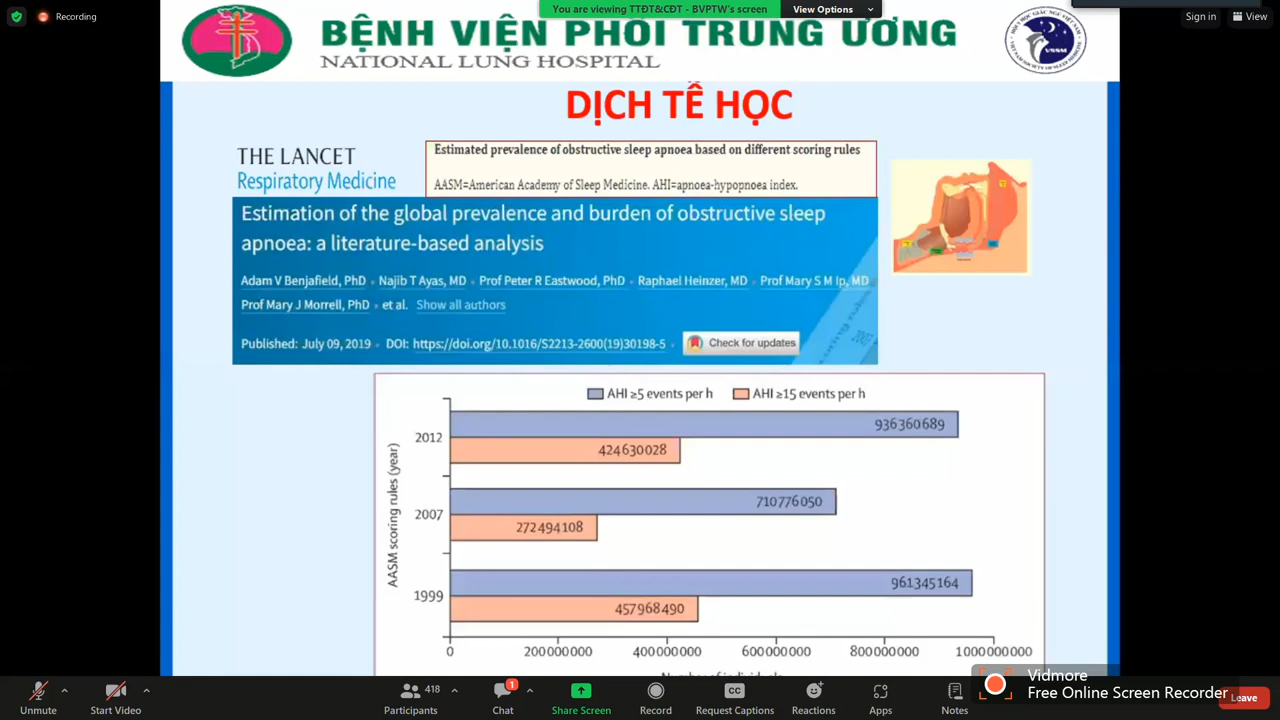 You are viewing TTĐT&CĐT - BVPTW's screen
View Options
Recording
Sign in
View
BỆNH VIỆN PHỔI TRUNG ƯƠNG
NATIONAL LUNG HOSPITAL
VSSM
DỊCH TỄ HỌC
THE LANCET
Respiratory Medicine
Estimated prevalence of obstructive sleep apnoea based on different scoring rules
AASM=American Academy of Sleep Medicine. AHI=apnoea-hypopnoea index.
Estimation of the global prevalence and burden of obstructive sleep
apnoea: a literature-based analysis
Adam V Benjafield, PhD • Najib T Ayas, MD • Prof Peter R Eastwood, PhD • Raphael Heinzer, MD • Prof Mary S M Ip, MD
Prof Mary J Morrell, PhD • et al. Show all authors
Published: July 09, 2019 • DOI: https://doi.org/10.1016/S2213-2600(19)30198-5 •
Check for updates
AHI ≥5 events per h
AHI ≥15 events per h
AASM scoring rules (year)
2012
936360689
424630028
2007
710776050
272494108
1999
961345164
457968490
0
200000000
400000000
600000000
800000000
1000000000
Vidmore
Free Online Screen Recorder
Unmute
Start Video
418
Participants
1
Chat
Share Screen
Record
CC
Request Captions
Reactions
Apps
Notes
Leave